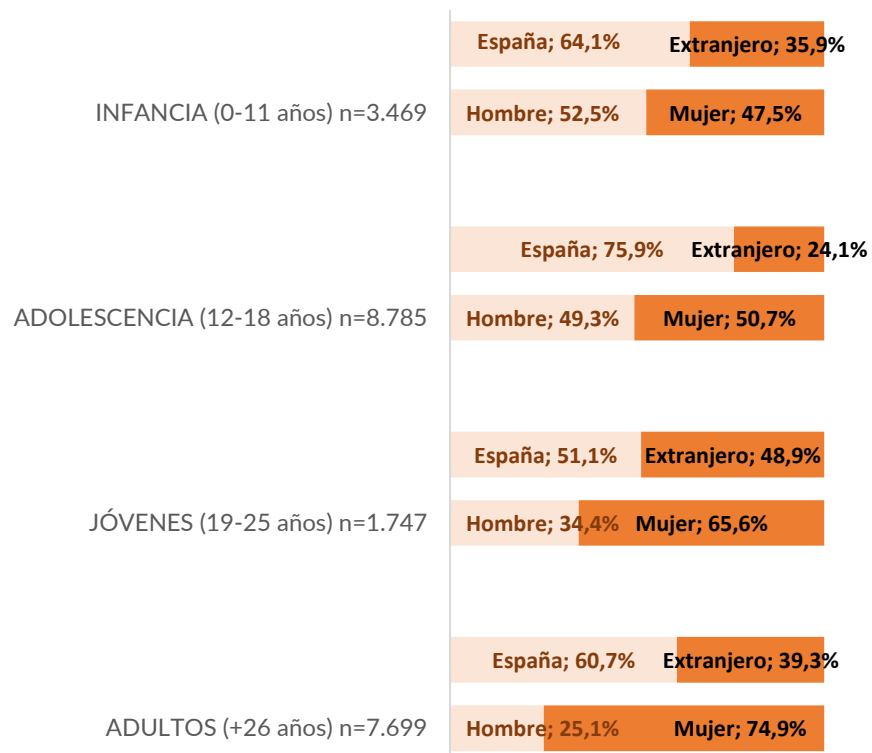 España; 64,1% Extranjero; 35,9%
INFANCIA (0-11 años) n=3.469 Hombre; 52,5% Mujer; 47,5%
España; 75,9% Extranjero; 24,1%
ADOLESCENCIA (12-18 años) n=8.785 Hombre; 49,3% Mujer; 50,7%
España; 51,1% Extranjero; 48,9%
JÓVENES (19-25 años) n=1.747 Hombre; 34,4% Mujer; 65,6%
España; 60,7% Extranjero; 39,3%
ADULTOS (+26 años) n=7.699 Hombre; 25,1% Mujer; 74,9%